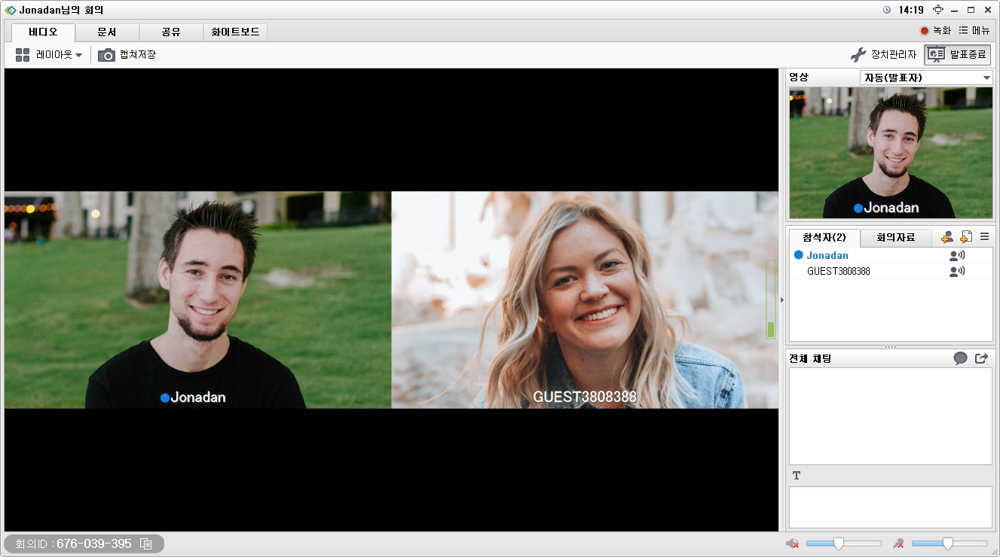 Jonadan님의 회의
14:19
비디오
문서
공유
화이트보드
녹화
메뉴
레이아웃
캡쳐저장
장치관리자
발표종료
영상
자동(발표자)
Jonadan
Jonadan
GUEST3808388
참석자(2)
회의자료
Jonadan
GUEST3808388
전체 채팅
T
회의ID : 676-039-395